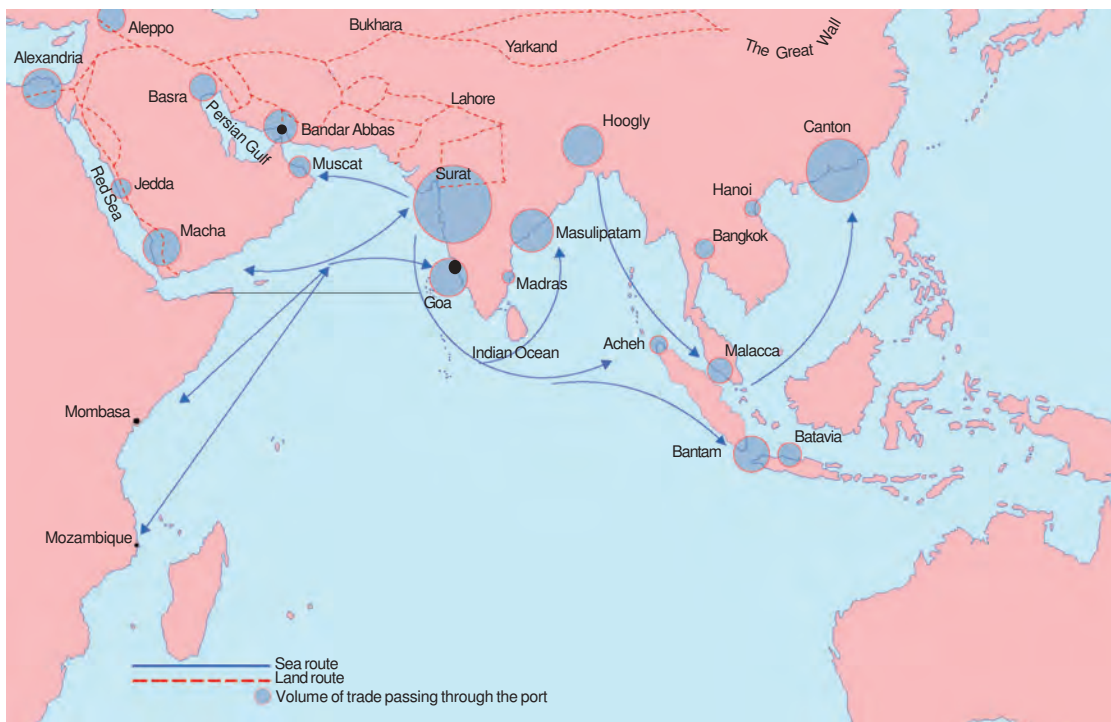 Aleppo
Bukhara
Yarkand
The Great Wall
Alexandria
Basra
Persian Gulf
Lahore
Bandar Abbas
Hoogly
Canton
Muscat
Surat
Jedda
Red Sea
Hanoi
Macha
Masulipatam
Bangkok
Goa
Madras
Indian Ocean
Acheh
Malacca
Mombasa
Bantam
Batavia
Mozambique
Sea route
Land route
Volume of trade passing through the port